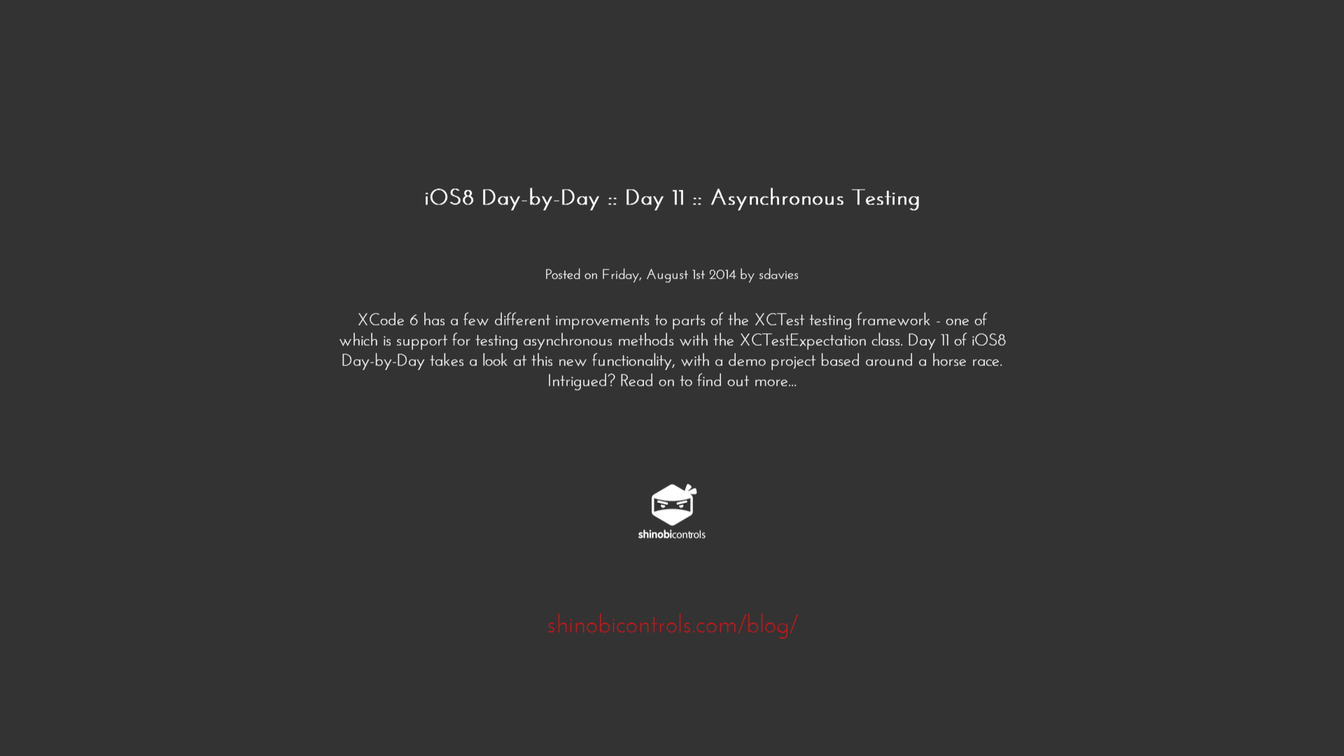 iOS8 Day-by-Day :: Day 11 :: Asynchronous Testing
Posted on Friday, August 1st 2014 by sdavies
XCode 6 has a few different improvements to parts of the XCTest testing framework - one of
which is support for testing asynchronous methods with the XCTestExpectation class. Day 11 of iOS8
Day-by-Day takes a look at this new functionality, with a demo project based around a horse race.
Intrigued? Read on to find out more...
shinobicontrols
shinobicontrols.com/blog/